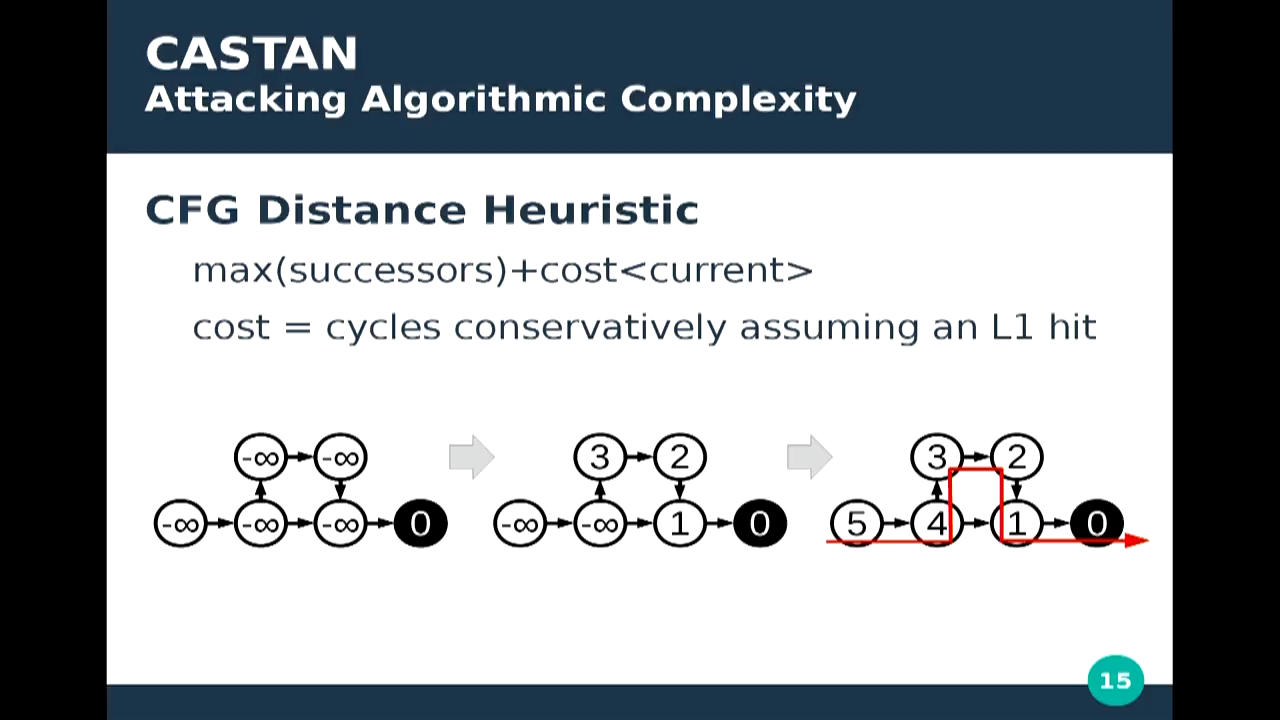 CASTAN
Attacking Algorithmic Complexity
CFG Distance Heuristic
max(successors)+cost<current>
cost = cycles conservatively assuming an L1 hit
-∞ -∞
-∞ -∞ -∞ 0
3 2
-∞ -∞ 1 0
3 2
5 4 1 0
15